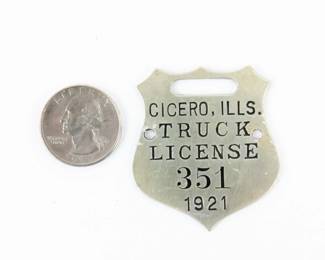 LIBERTY
CICERO, ILLS.
TRUCK
LICENSE
351
1921